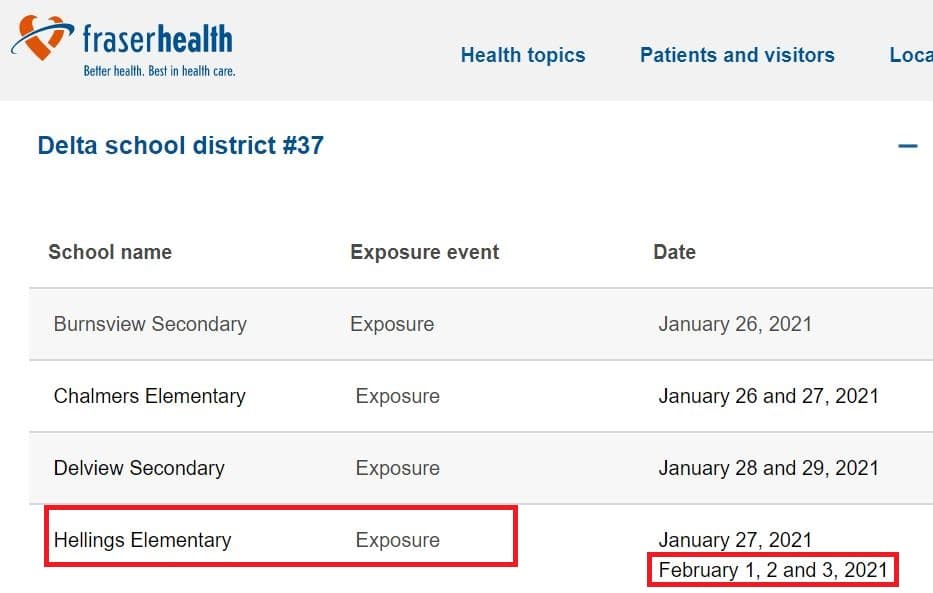 fraserhealth
Better health. Best in health care.
Health topics Patients and visitors Loca
Delta school district #37
School name Exposure event Date
Burnsview Secondary Exposure January 26, 2021
Chalmers Elementary Exposure January 26 and 27, 2021
Delview Secondary Exposure January 28 and 29, 2021
Hellings Elementary Exposure January 27, 2021
February 1, 2 and 3, 2021